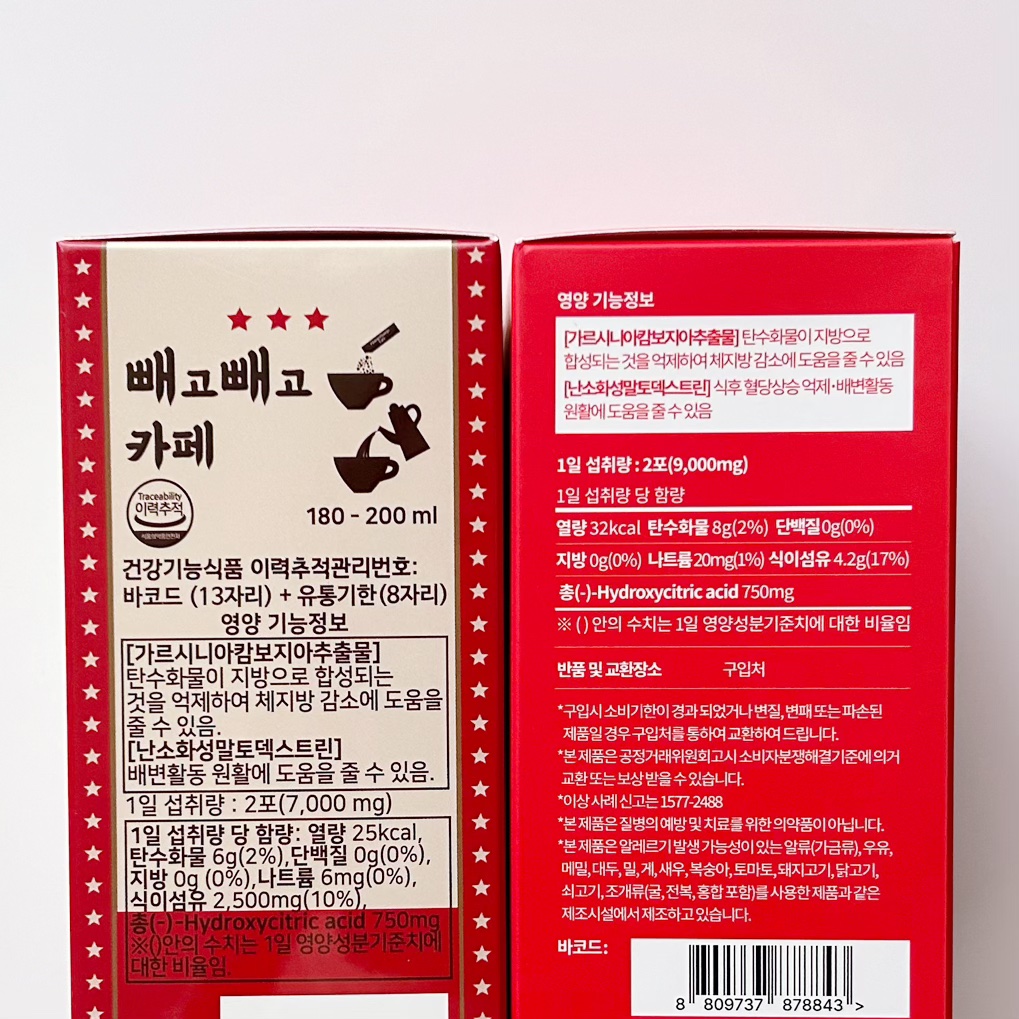 빼고빼고
카페
Traceability
이력추적
식품의약품안전처
180 - 200 ml
건강기능식품 이력추적관리번호:
바코드 (13자리) + 유통기한(8자리)
영양 기능정보
[가르시니아캄보지아추출물]
탄수화물이 지방으로 합성되는
것을 억제하여 체지방 감소에 도움을
줄 수 있음.
[난소화성말토덱스트린]
배변활동 원활에 도움을 줄 수 있음.
1일 섭취량 : 2포(7,000 mg)
1일 섭취량 당 함량: 열량 25kcal,
탄수화물 6g(2%),단백질 0g(0%),
지방 0g (0%),나트륨 6mg(0%),
식이섬유 2,500mg(10%),
총(-)-Hydroxycitric acid 750mg
※()안의 수치는 1일 영양성분기준치에
대한 비율임.
영양 기능정보
[가르시니아캄보지아추출물] 탄수화물이 지방으로
합성되는 것을 억제하여 체지방 감소에 도움을 줄 수 있음
[난소화성말토덱스트린] 식후 혈당상승 억제·배변활동
원활에 도움을 줄 수 있음
1일 섭취량 : 2포(9,000mg)
1일 섭취량 당 함량
열량 32kcal 탄수화물 8g(2%) 단백질 0g(0%)
지방 0g(0%) 나트륨 20mg(1%) 식이섬유 4.2g(17%)
총(-)-Hydroxycitric acid 750mg
※ ( ) 안의 수치는 1일 영양성분기준치에 대한 비율임
반품 및 교환장소 구입처
*구입시 소비기한이 경과 되었거나 변질, 변패 또는 파손된
제품일 경우 구입처를 통하여 교환하여 드립니다.
*본 제품은 공정거래위원회고시 소비자분쟁해결기준에 의거
교환 또는 보상 받을 수 있습니다.
*이상 사례 신고는 1577-2488
*본 제품은 질병의 예방 및 치료를 위한 의약품이 아닙니다.
*본 제품은 알레르기 발생 가능성이 있는 알류(가금류), 우유,
메밀, 대두, 밀, 게, 새우, 복숭아, 토마토, 돼지고기, 닭고기,
쇠고기, 조개류(굴, 전복, 홍합 포함)를 사용한 제품과 같은
제조시설에서 제조하고 있습니다.
바코드:
8 809737 878843 >